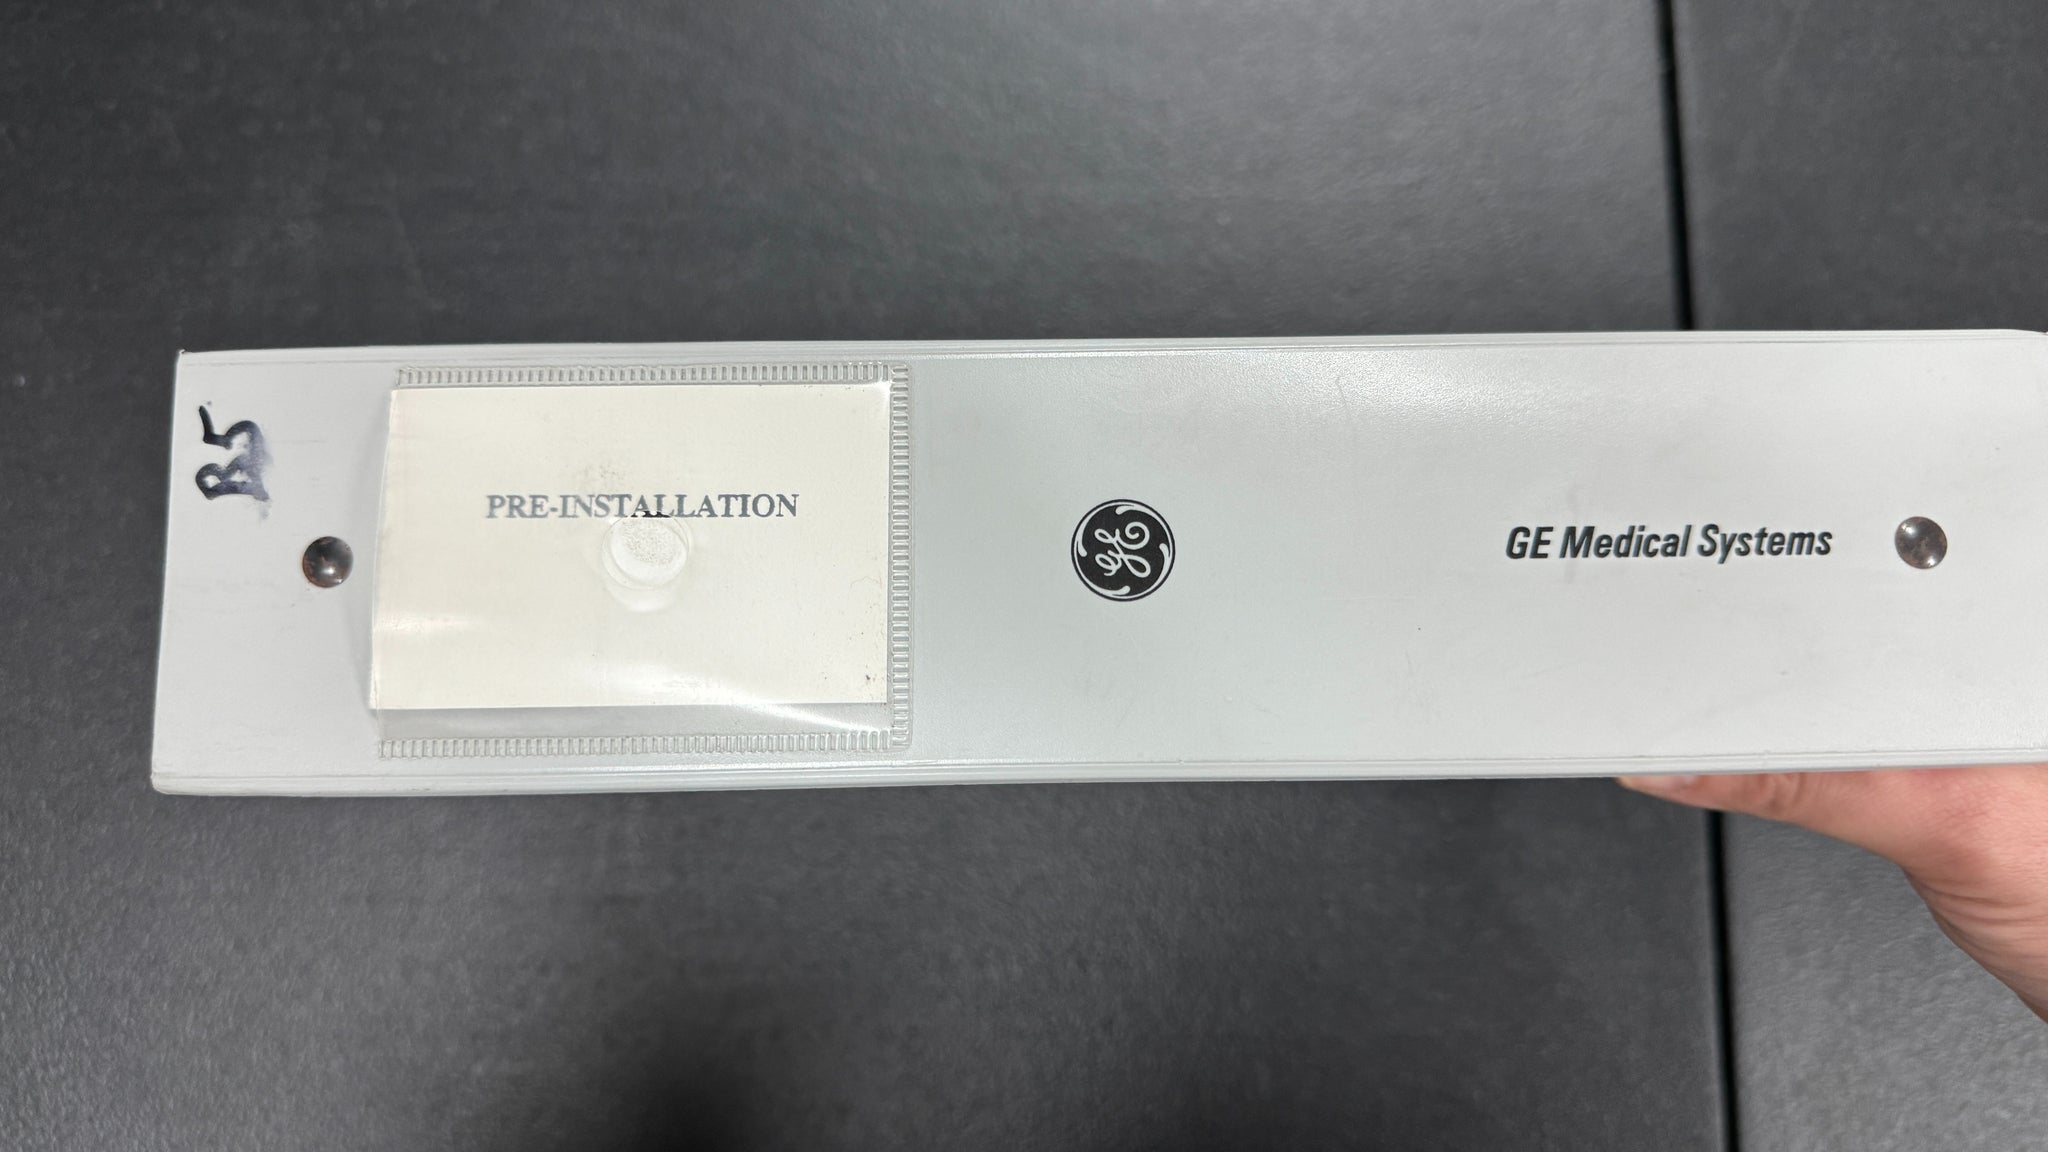 B5
PRE-INSTALLATION
GE
GE Medical Systems